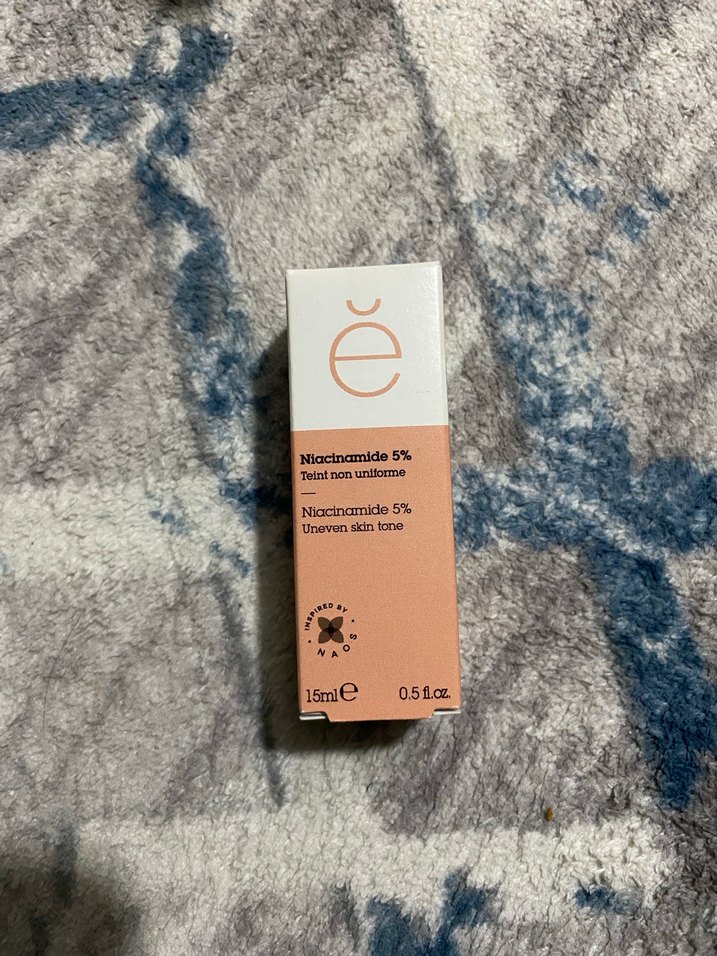 ĕ
Niacinamide 5%
Teint non uniforme
Niacinamide 5%
Uneven skin tone
INSPIRED BY
NAOS
15ml ℮
0.5 fl.oz.